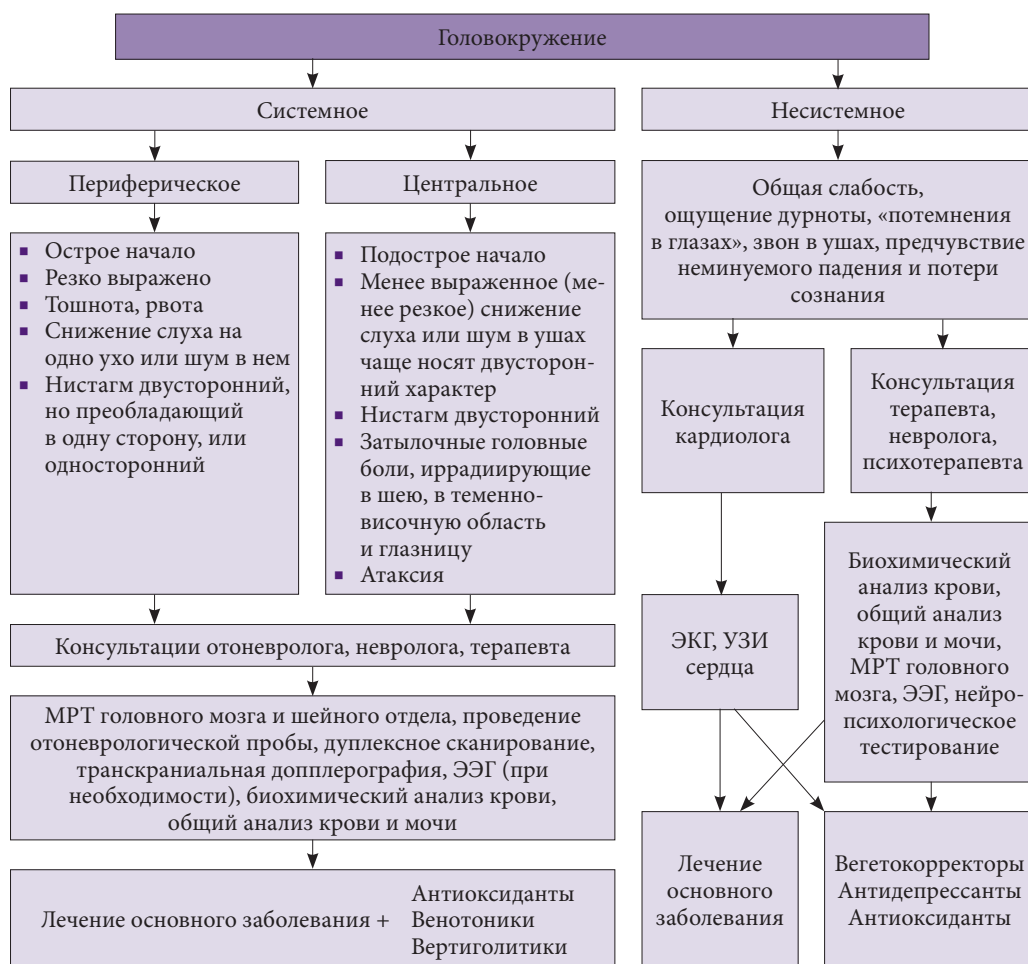 Головокружение
Системное
Несистемное
Периферическое
Центральное
Общая слабость,
ощущение дурноты, «потемнения
в глазах», звон в ушах, предчувствие
неминуемого падения и потери
сознания
▪ Острое начало
▪ Резко выражено
▪ Тошнота, рвота
▪ Снижение слуха на
одно ухо или шум в нем
▪ Нистагм двусторонний,
но преобладающий
в одну сторону, или
односторонний
▪ Подострое начало
▪ Менее выраженное (ме-
нее резкое) снижение
слуха или шум в ушах
чаще носят двусторон-
ний характер
▪ Нистагм двусторонний
▪ Затылочные головные
боли, иррадиирующие
в шею, в теменно-
височную область
и глазницу
▪ Атаксия
Консультация
кардиолога
Консультация
терапевта,
невролога,
психотерапевта
Консультации отоневролога, невролога, терапевта
ЭКГ, УЗИ
сердца
Биохимический
анализ крови,
общий анализ
крови и мочи,
МРТ головного
мозга, ЭЭГ, нейро-
психологическое
тестирование
МРТ головного мозга и шейного отдела, проведение
отоневрологической пробы, дуплексное сканирование,
транскраниальная допплерография, ЭЭГ (при
необходимости), биохимический анализ крови,
общий анализ крови и мочи
Лечение основного заболевания +
Антиоксиданты
Венотоники
Вертиголитики
Лечение
основного
заболевания
Вегетокорректоры
Антидепрессанты
Антиоксиданты